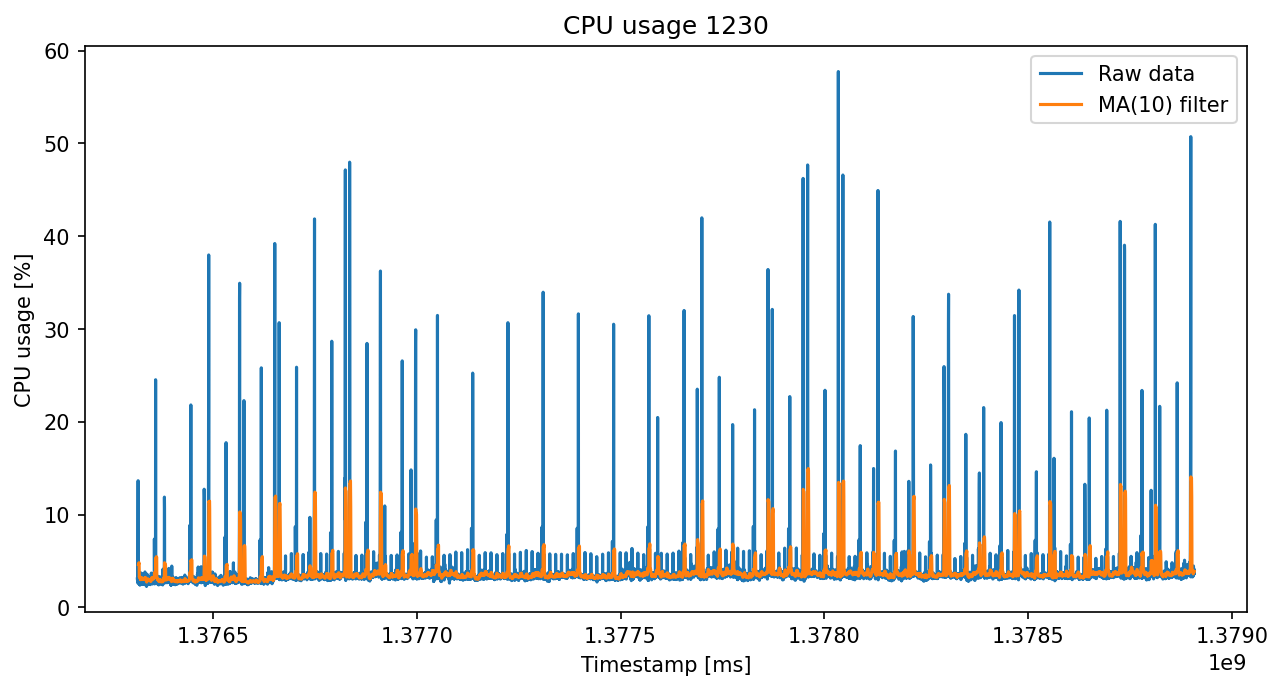 CPU usage 1230
Raw data
MA(10) filter
CPU usage [%]
60
50
40
30
20
10
0
1.3765 1.3770 1.3775 1.3780 1.3785 1.3790
1e9
Timestamp [ms]